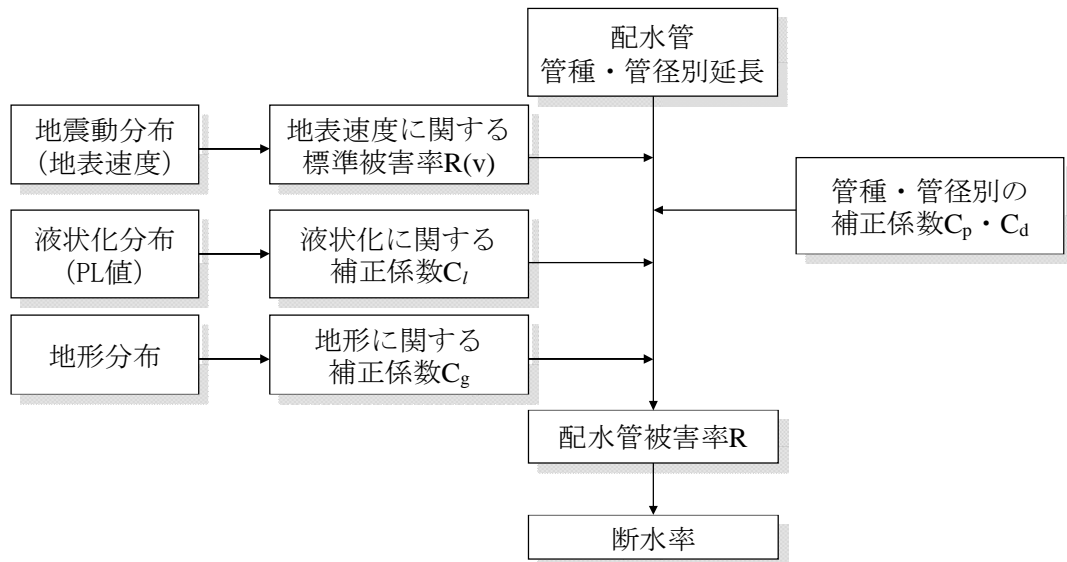 配水管
管種・管径別延長
地震動分布
（地表速度）
地表速度に関する
標準被害率R(v)
管種・管径別の
補正係数Cp・Cd
液状化分布
（PL値）
液状化に関する
補正係数Cl
地形分布
地形に関する
補正係数Cg
配水管被害率R
断水率